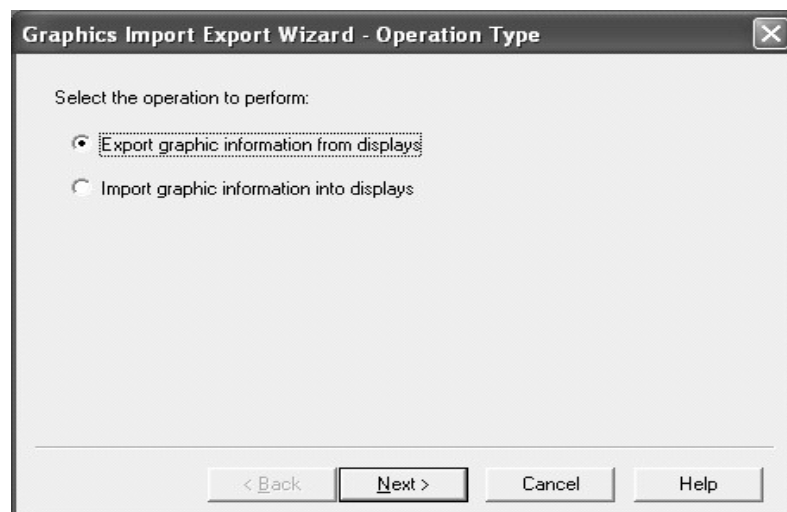 Graphics Import Export Wizard - Operation Type
Select the operation to perform:
Export graphic information from displays
Import graphic information into displays
< Back Next > Cancel Help